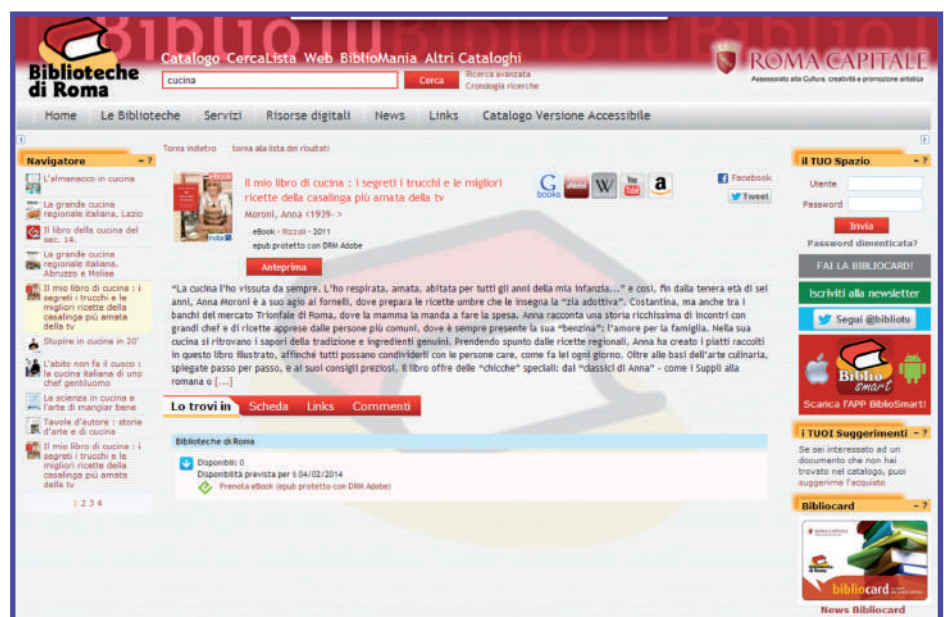 BiblioTu
Biblioteche
di Roma
Catalogo CercaLista Web BiblioMania Altri Cataloghi
cucina
Cerca
Ricerca avanzata
Cronologia ricerche
ROMA CAPITALE
Assessorato alla Cultura, creatività e promozione artistica
Home Le Biblioteche Servizi Risorse digitali News Links Catalogo Versione Accessibile
Navigatore - ?
L'almanacco in cucina
La grande cucina
regionale italiana. Lazio
Il libro della cucina del
sec. 14.
La grande cucina
regionale italiana.
Abruzzo e Molise
Il mio libro di cucina : i
segreti i trucchi e le
migliori ricette della
casalinga più amata
della tv
Stupire in cucina in 20'
L'abito non fa il cuoco :
la cucina italiana di uno
chef gentiluomo
La scienza in cucina e
l'arte di mangiar bene
Tavole d'autore : storie
d'arte e di cucina
Il mio libro di cucina : i
segreti i trucchi e le
migliori ricette della
casalinga più amata
della tv
1 2 3 4
Torna indietro torna alla lista dei risultati
eBook
Il mio libro di cucina : i segreti i trucchi e le migliori
ricette della casalinga più amata della tv
Moroni, Anna <1939- >
eBook - Rizzoli - 2011
epub protetto con DRM Adobe
Anteprima
G
books
W
You
Tube
a
Facebook
Tweet
"La cucina l'ho vissuta da sempre. L'ho respirata, amata, abitata per tutti gli anni della mia infanzia..." e così, fin dalla tenera età di sei
anni, Anna Moroni è a suo agio ai fornelli, dove prepara le ricette umbre che le insegna la "zia adottiva". Costantina, ma anche tra i
banchi del mercato Trionfale di Roma, dove la mamma la manda a fare la spesa. Anna racconta una storia ricchissima di incontri con
grandi chef e di ricette apprese dalle persone più comuni, dove è sempre presente la sua "benzina": l'amore per la famiglia. Nella sua
cucina si ritrovano i sapori della tradizione e ingredienti genuini. Prendendo spunto dalle ricette regionali, Anna ha creato i piatti raccolti
in questo libro illustrato, affinché tutti possano condividerli con le persone care, come fa lei ogni giorno. Oltre alle basi dell'arte culinaria,
spiegate passo per passo, e ai suoi consigli preziosi, il libro offre delle "chicche" speciali: dai "classici di Anna" - come i Supplì alla
romana o [...]
Lo trovi in Scheda Links Commenti
Biblioteche di Roma
Disponibili: 0
Disponibilità prevista per il 04/02/2014
Prenota eBook (epub protetto con DRM Adobe)
il TUO Spazio - ?
Utente
Password
Invia
Password dimenticata?
FAI LA BIBLIOCARD!
Iscriviti alla newsletter
Segui @bibliotu
Biblio
smart
Scarica l'APP BiblioSmart!
i TUOI Suggerimenti - ?
Se sei interessato ad un
documento che non hai
trovato nel catalogo, puoi
suggerirne l'acquisto
Bibliocard - ?
ROMA CAPITALE
Biblioteche
di Roma
bibliocard
News Bibliocard